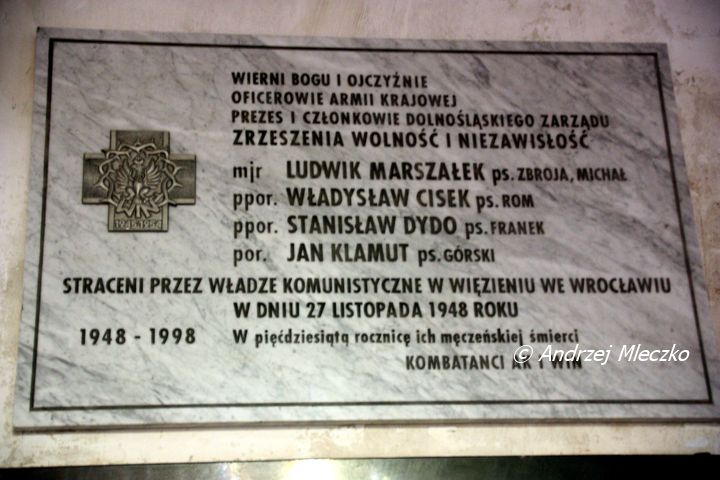 WIERNI BOGU I OJCZYŹNIE
OFICEROWIE ARMII KRAJOWEJ
PREZES I CZŁONKOWIE DOLNOŚLĄSKIEGO ZARZĄDU
ZRZESZENIA WOLNOŚĆ I NIEZAWISŁOŚĆ
mjr LUDWIK MARSZAŁEK ps. ZBROJA, MICHAŁ
ppor. WŁADYSŁAW CISEK ps. ROM
ppor. STANISŁAW DYDO ps. FRANEK
por. JAN KLAMUT ps. GÓRSKI
1945-1954
STRACENI PRZEZ WŁADZE KOMUNISTYCZNE W WIĘZIENIU WE WROCŁAWIU
W DNIU 27 LISTOPADA 1948 ROKU
1948 - 1998 W pięćdziesiątą rocznicę ich męczeńskiej śmierci
KOMBATANCI AK I WIN
© Andrzej Mleczko